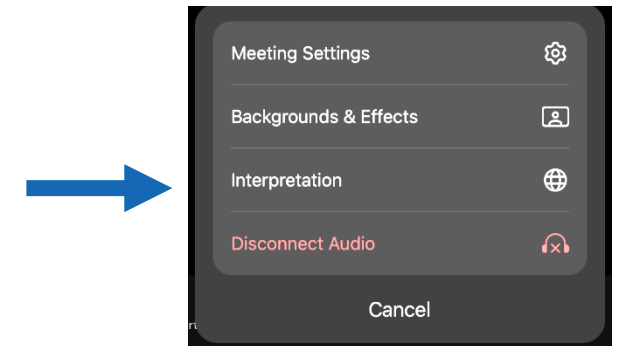 Meeting Settings
Backgrounds & Effects
Interpretation
Disconnect Audio
Cancel